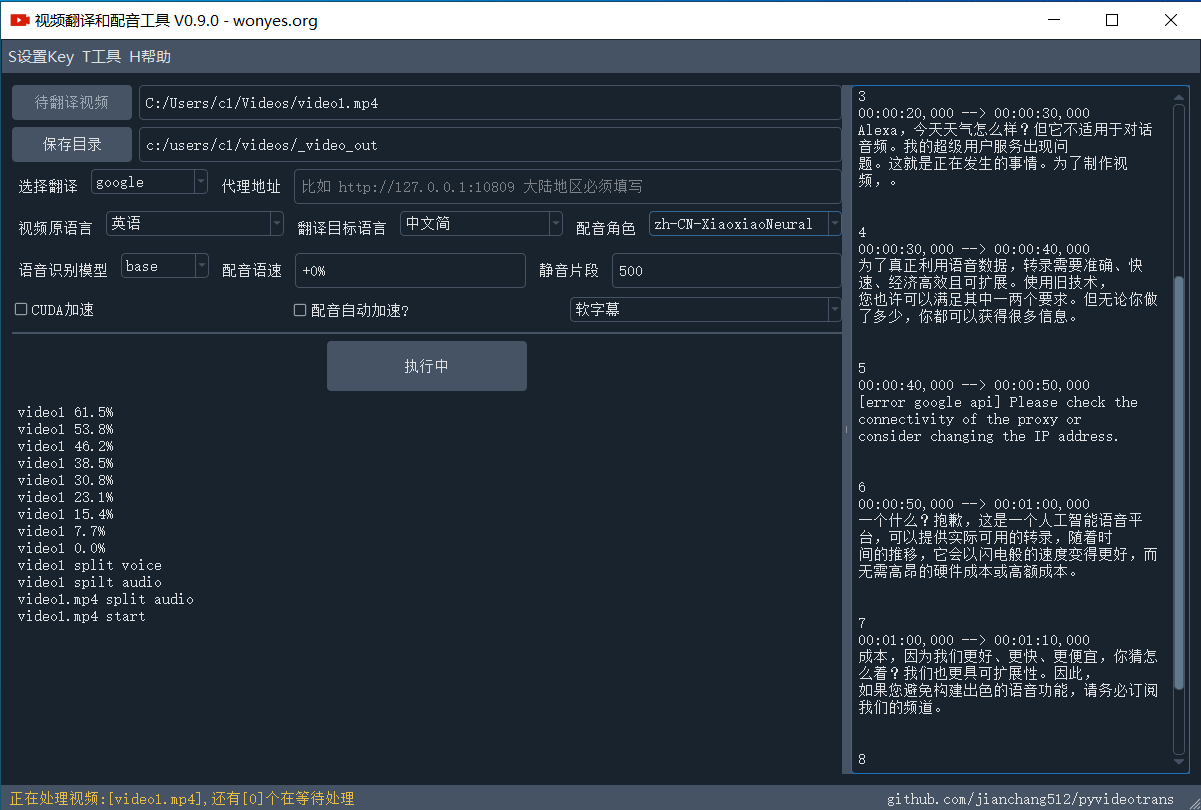 视频翻译和配音工具 V0.9.0 - wonyes.org
S设置Key T工具 H帮助
待翻译视频 C:/Users/c1/Videos/video1.mp4
保存目录 c:/users/c1/videos/_video_out
选择翻译 google 代理地址 比如 http://127.0.0.1:10809 大陆地区必须填写
视频原语言 英语 翻译目标语言 中文简 配音角色 zh-CN-XiaoxiaoNeural
语音识别模型 base 配音语速 +0% 静音片段 500
CUDA加速 配音自动加速? 软字幕
执行中
video1 61.5%
video1 53.8%
video1 46.2%
video1 38.5%
video1 30.8%
video1 23.1%
video1 15.4%
video1 7.7%
video1 0.0%
video1 split voice
video1 spilt audio
video1.mp4 split audio
video1.mp4 start
3
00:00:20,000 --> 00:00:30,000
Alexa，今天天气怎么样？但它不适用于对话
音频。我的超级用户服务出现问
题。这就是正在发生的事情。为了制作视
频，。
4
00:00:30,000 --> 00:00:40,000
为了真正利用语音数据，转录需要准确、快
速、经济高效且可扩展。使用旧技术，
您也许可以满足其中一两个要求。但无论你做
了多少，你都可以获得很多信息。
5
00:00:40,000 --> 00:00:50,000
[error google api] Please check the
connectivity of the proxy or
consider changing the IP address.
6
00:00:50,000 --> 00:01:00,000
一个什么？抱歉，这是一个人工智能语音平
台，可以提供实际可用的转录，随着时
间的推移，它会以闪电般的速度变得更好，而
无需高昂的硬件成本或高额成本。
7
00:01:00,000 --> 00:01:10,000
成本，因为我们更好、更快、更便宜，你猜怎
么着？我们也更具可扩展性。因此，
如果您避免构建出色的语音功能，请务必订阅
我们的频道。
8
正在处理视频:[video1.mp4],还有[0]个在等待处理
github.com/jianchang512/pyvideotrans